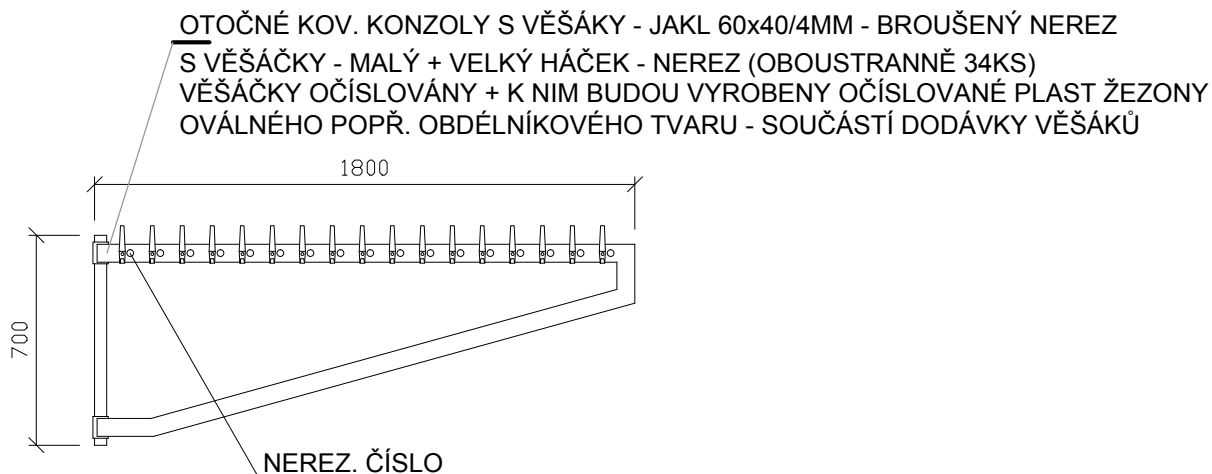 OTOČNÉ KOV. KONZOLY S VĚŠÁKY - JAKL 60x40/4MM - BROUŠENÝ NEREZ
S VĚŠÁČKY - MALÝ + VELKÝ HÁČEK - NEREZ (OBOUSTRANNĚ 34KS)
VĚŠÁČKY OČÍSLOVÁNY + K NIM BUDOU VYROBENY OČÍSLOVANÉ PLAST ŽEZONY
OVÁLNÉHO POPŘ. OBDÉLNÍKOVÉHO TVARU - SOUČÁSTÍ DODÁVKY VĚŠÁKŮ
1800
700
NEREZ. ČÍSLO